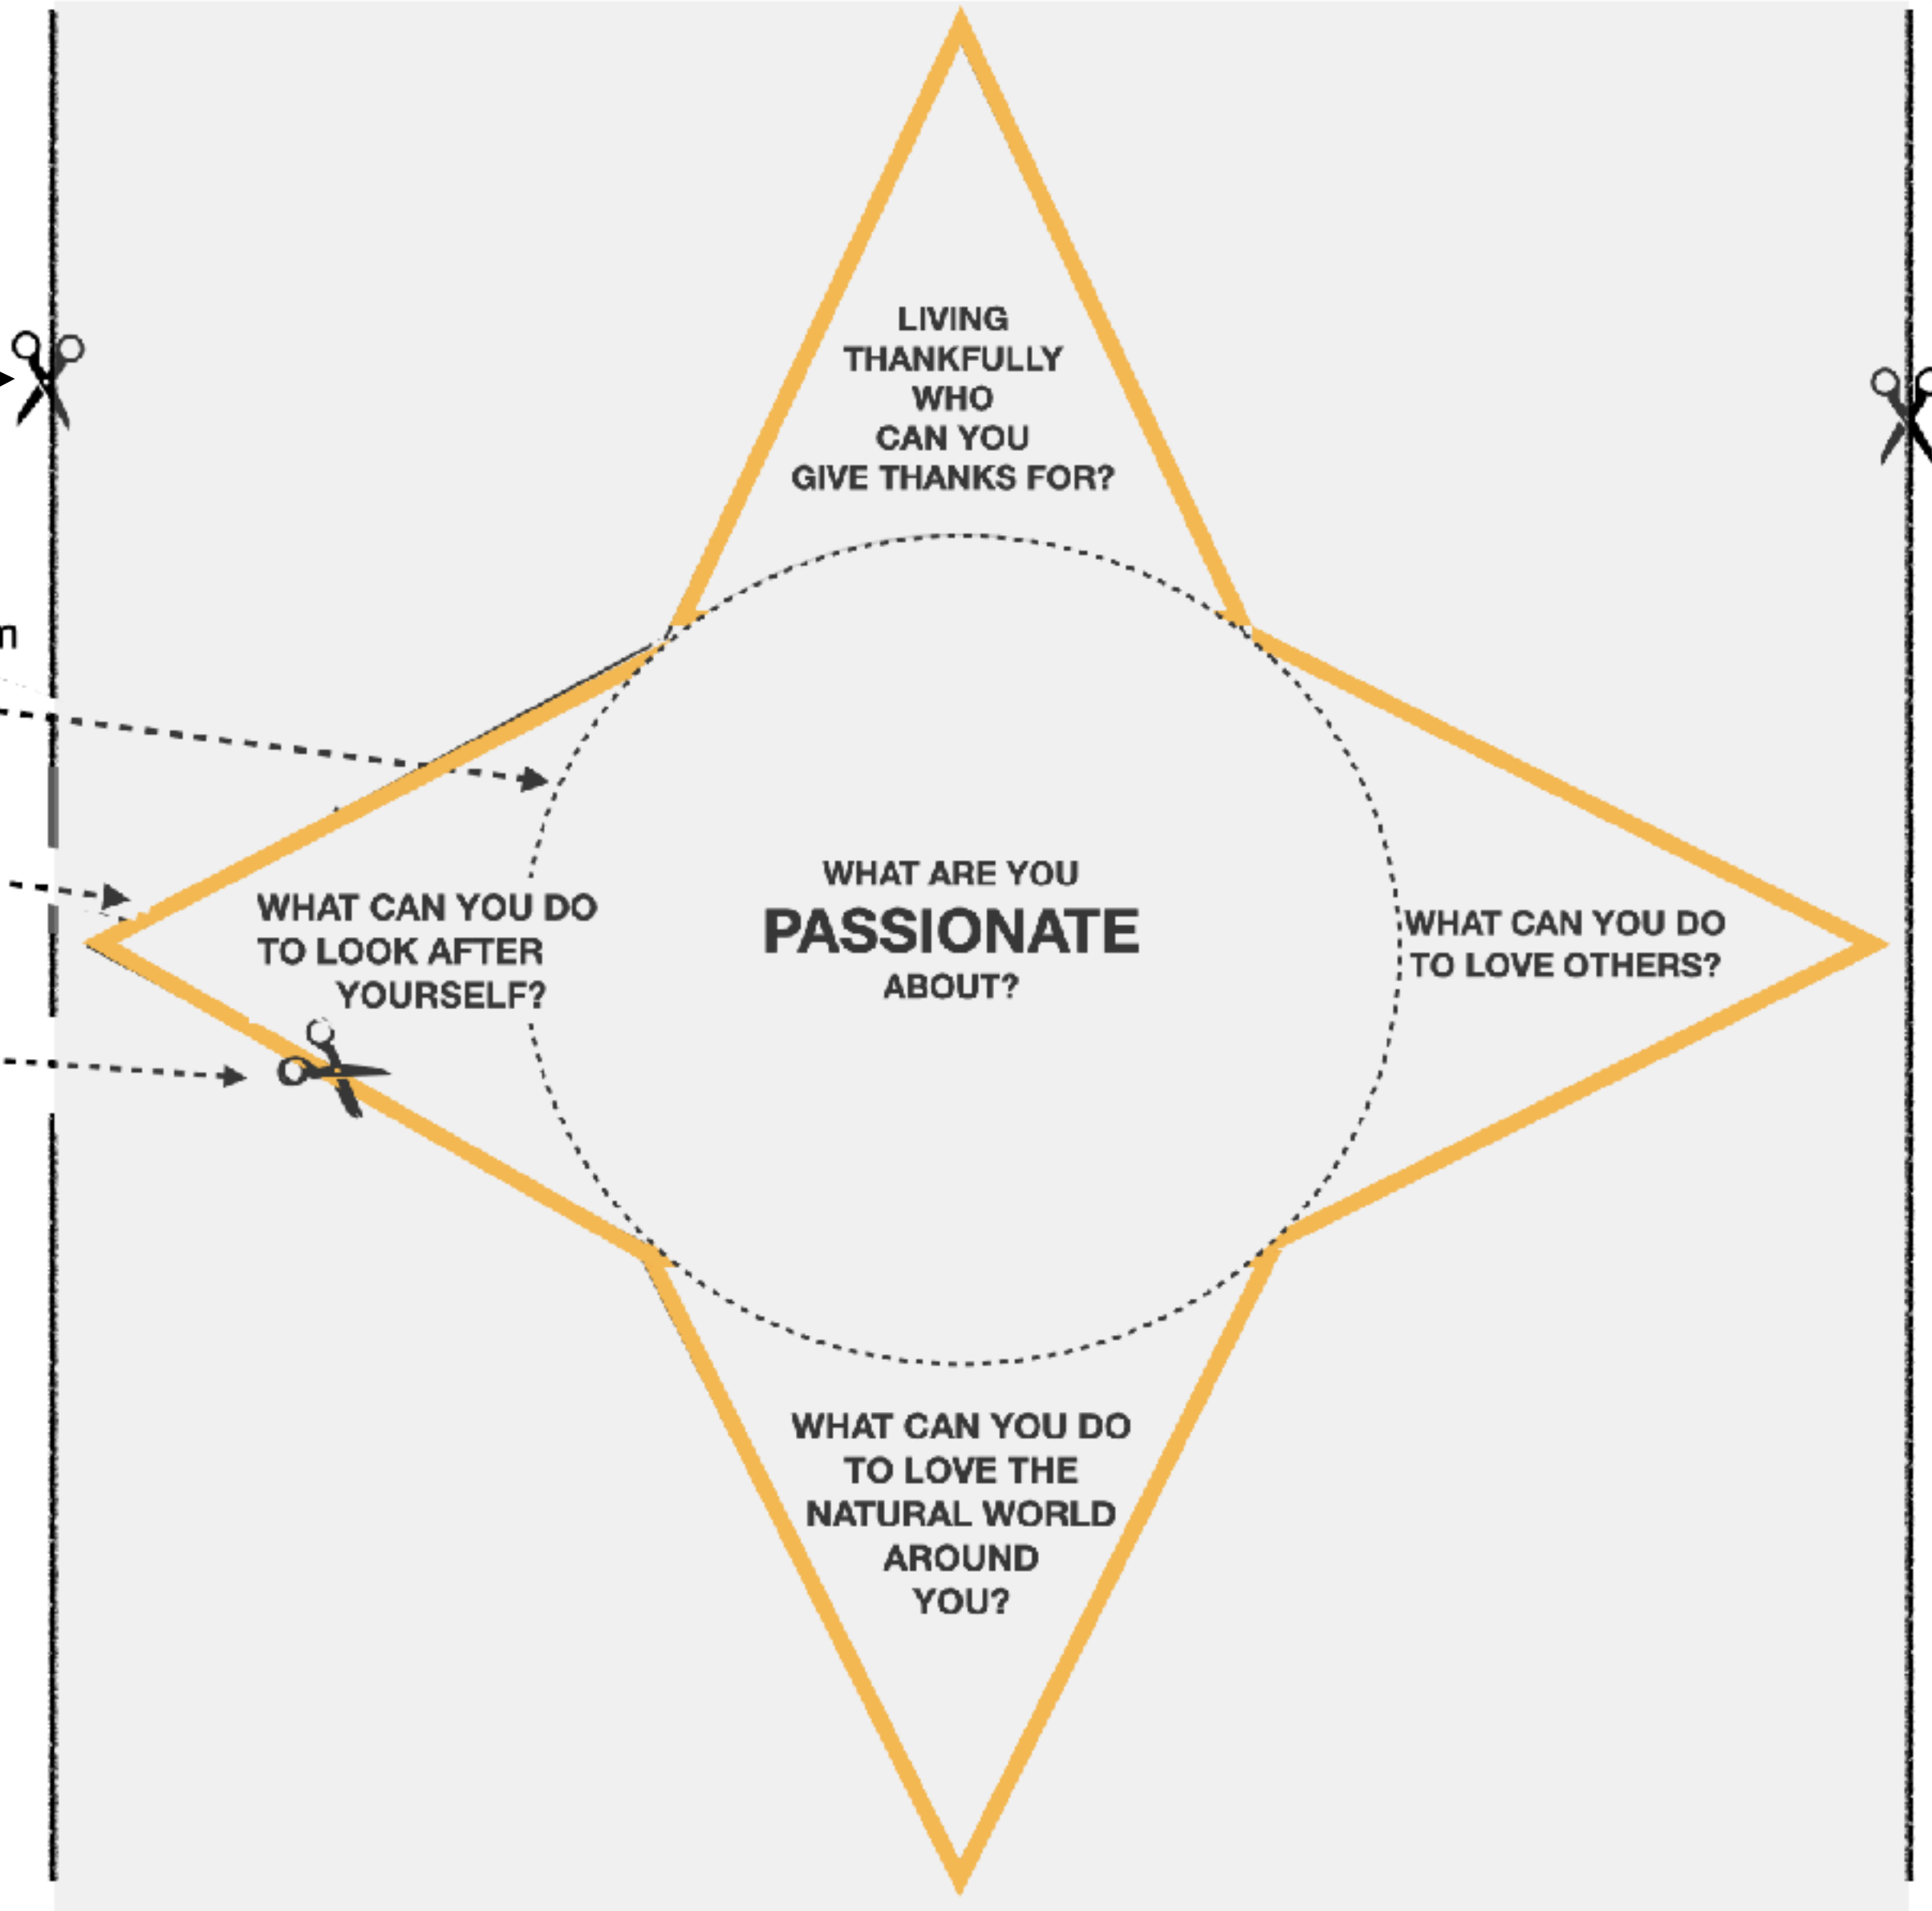 LIVING
THANKFULLY
WHO
CAN YOU
GIVE THANKS FOR?
WHAT CAN YOU DO
TO LOOK AFTER
YOURSELF?
WHAT ARE YOU
PASSIONATE
ABOUT?
WHAT CAN YOU DO
TO LOVE OTHERS?
WHAT CAN YOU DO
TO LOVE THE
NATURAL WORLD
AROUND
YOU?